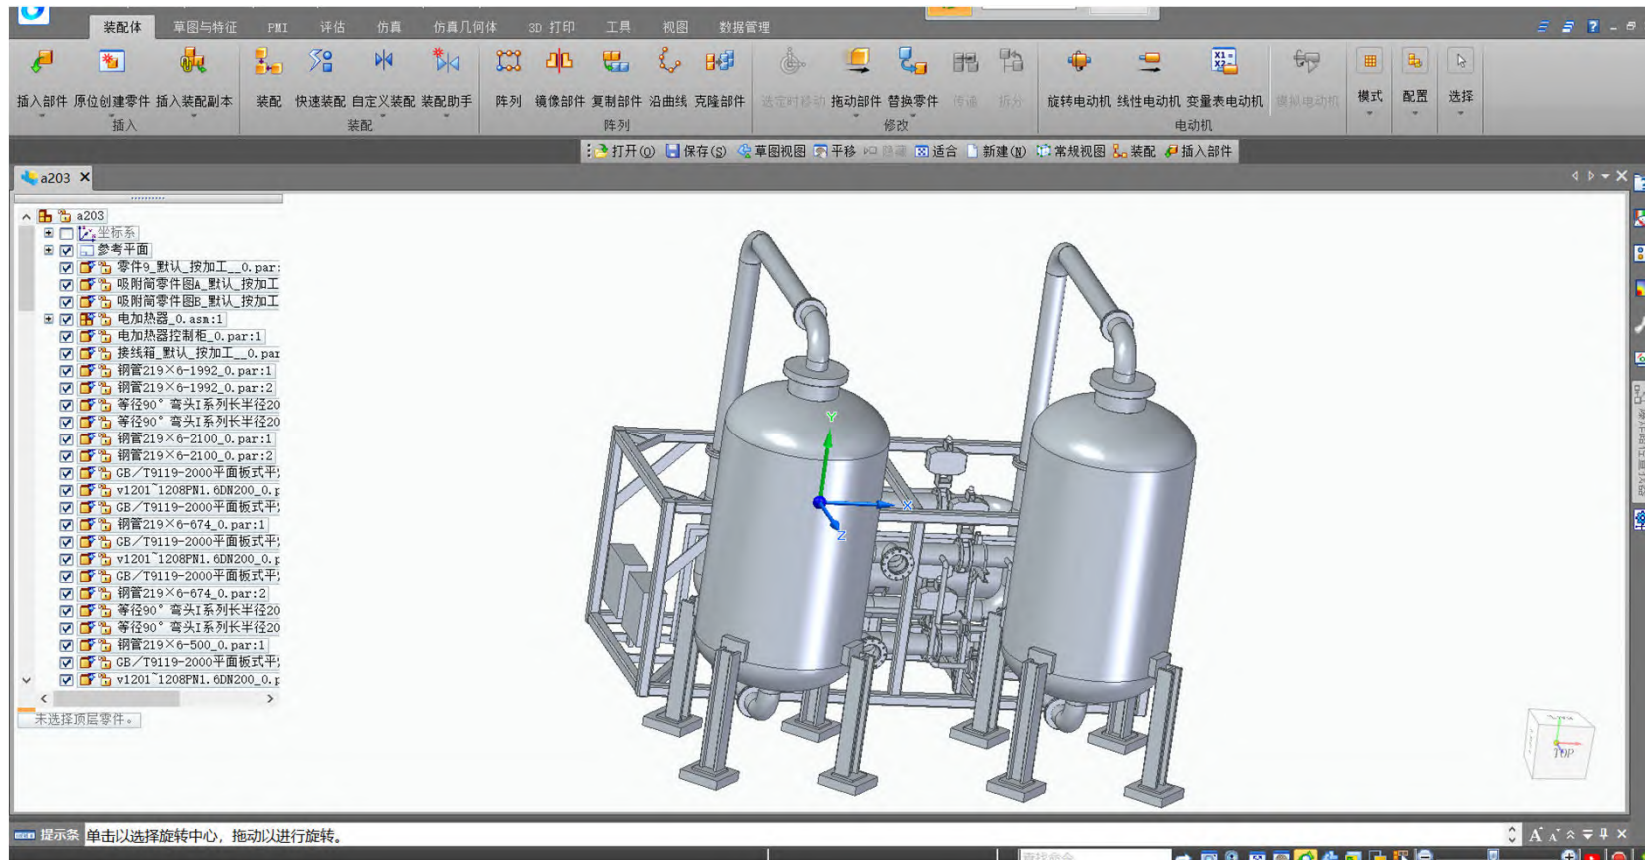 装配体 草图与特征 PMI 评估 仿真 仿真几何体 3D 打印 工具 视图 数据管理
插入部件 原位创建零件 插入装配副本 装配 快速装配 自定义装配 装配助手 阵列 镜像部件 复制部件 沿曲线 克隆部件 选定时移动 拖动部件 替换零件 传递 拆分 旋转电动机 线性电动机 变量表电动机 模拟电动机 模式 配置 选择
插入 装配 阵列 修改 电动机
打开(O) 保存(S) 草图视图 平移 隐藏 适合 新建(N) 常规视图 装配 插入部件
a203
a203
坐标系
参考平面
零件9_默认_按加工__0.par:
吸附筒零件图A_默认_按加工
吸附筒零件图B_默认_按加工
电加热器_0.asm:1
电加热器控制柜_0.par:1
接线箱_默认_按加工__0.par
钢管219×6-1992_0.par:1
钢管219×6-1992_0.par:2
等径90°弯头I系列长半径20
等径90°弯头I系列长半径20
钢管219×6-2100_0.par:1
钢管219×6-2100_0.par:2
GB/T9119-2000平面板式平
v1201~1208PN1.6DN200_0.p
GB/T9119-2000平面板式平
钢管219×6-674_0.par:1
GB/T9119-2000平面板式平
v1201~1208PN1.6DN200_0.p
GB/T9119-2000平面板式平
钢管219×6-674_0.par:2
等径90°弯头I系列长半径20
等径90°弯头I系列长半径20
钢管219×6-500_0.par:1
GB/T9119-2000平面板式平
v1201~1208PN1.6DN200_0.p
未选择顶层零件。
Y
X
Z
TOP
提示条 单击以选择旋转中心，拖动以进行旋转。
查找命令